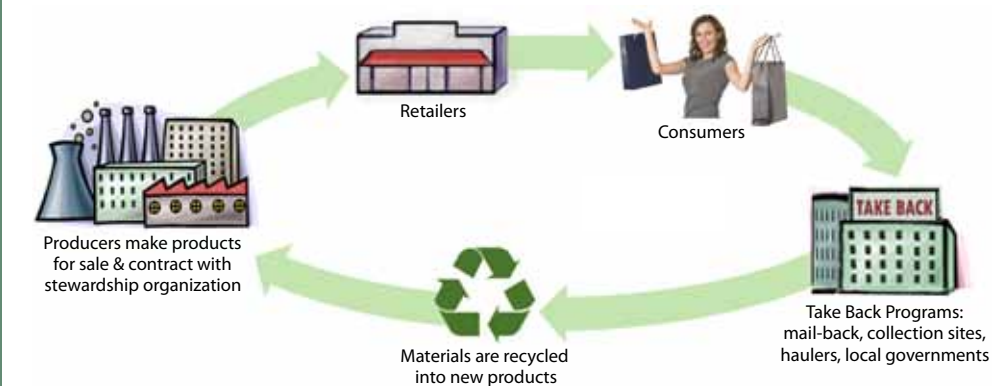 Retailers
Consumers
TAKE BACK
Producers make products
for sale & contract with
stewardship organization
Take Back Programs:
mail-back, collection sites,
haulers, local governments
Materials are recycled
into new products